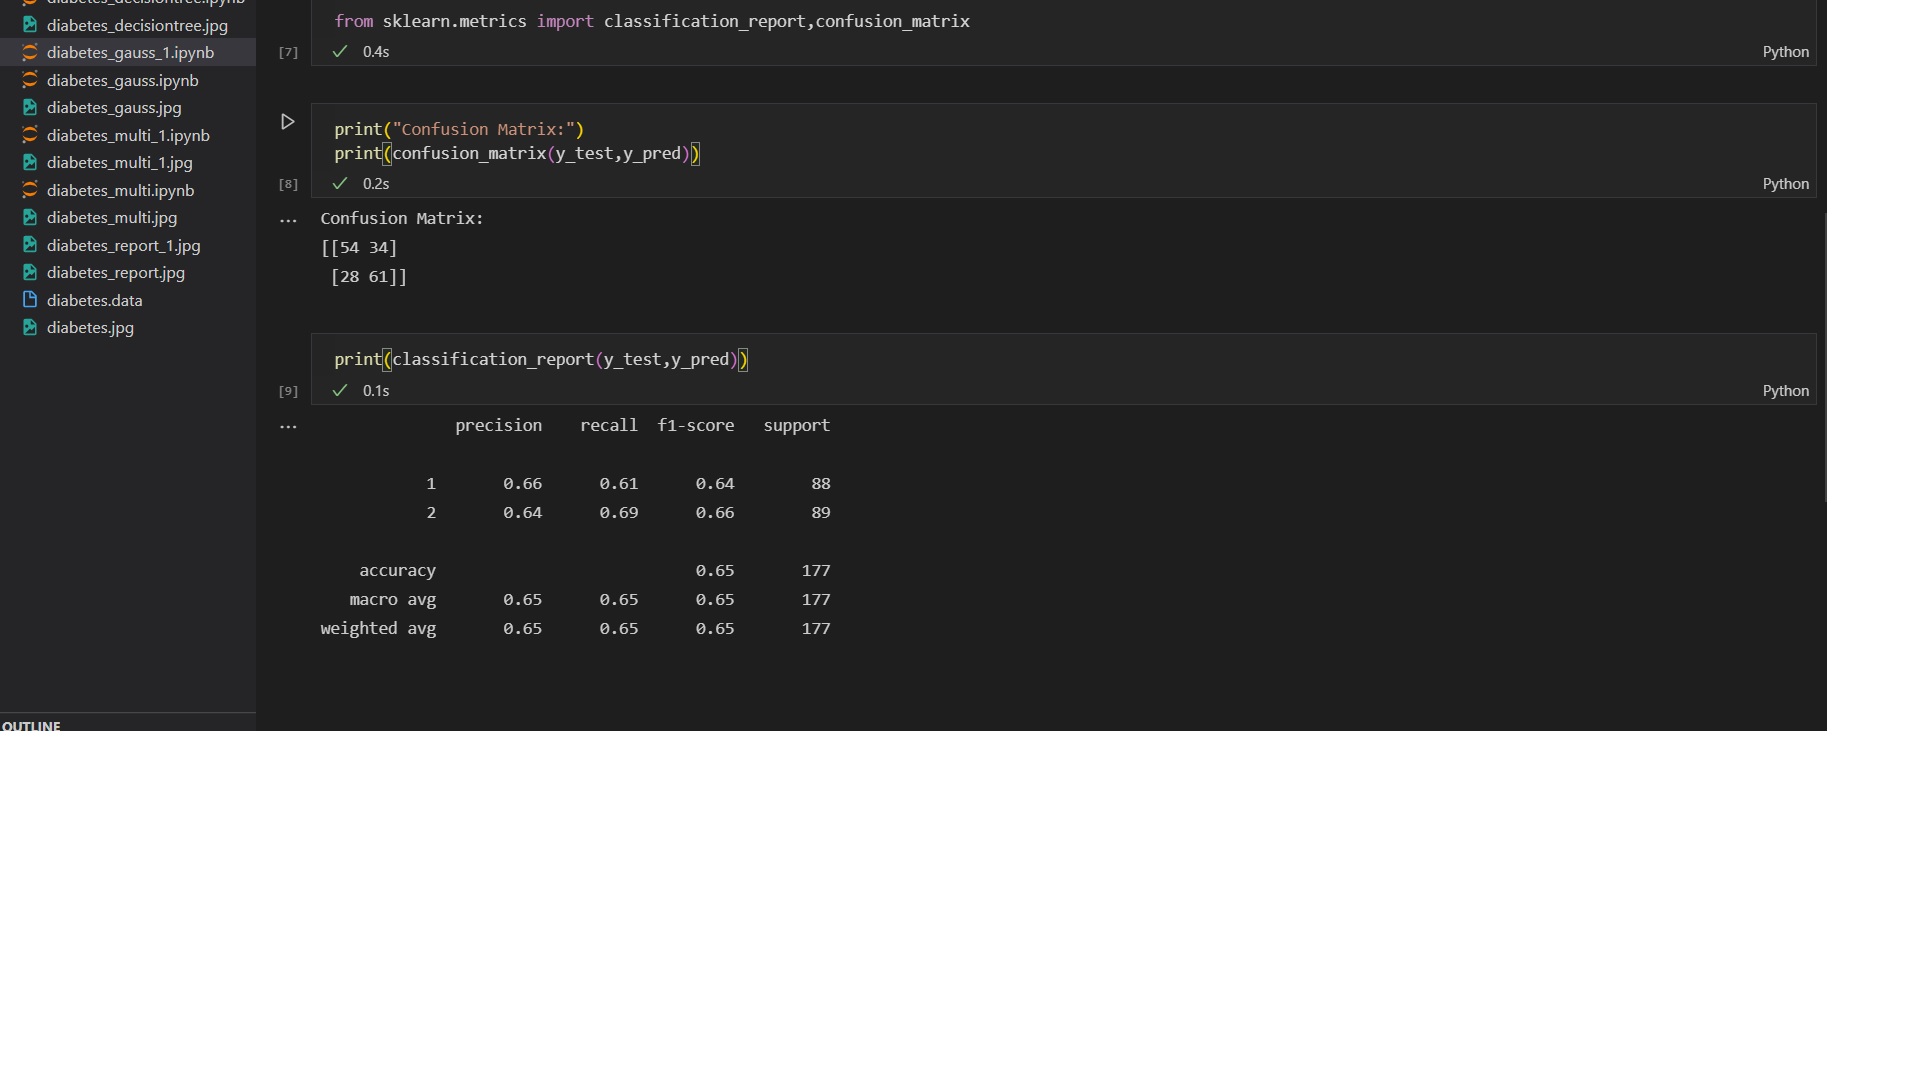 diabetes_decisiontree.ipynb
diabetes_decisiontree.jpg
diabetes_gauss_1.ipynb
diabetes_gauss.ipynb
diabetes_gauss.jpg
diabetes_multi_1.ipynb
diabetes_multi_1.jpg
diabetes_multi.ipynb
diabetes_multi.jpg
diabetes_report_1.jpg
diabetes_report.jpg
diabetes.data
diabetes.jpg
OUTLINE
from sklearn.metrics import classification_report,confusion_matrix
[7] 0.4s Python
print("Confusion Matrix:")
print(confusion_matrix(y_test,y_pred))
[8] 0.2s Python
... Confusion Matrix:
[[54 34]
[28 61]]
print(classification_report(y_test,y_pred))
[9] 0.1s Python
... precision recall f1-score support
1 0.66 0.61 0.64 88
2 0.64 0.69 0.66 89
accuracy 0.65 177
macro avg 0.65 0.65 0.65 177
weighted avg 0.65 0.65 0.65 177